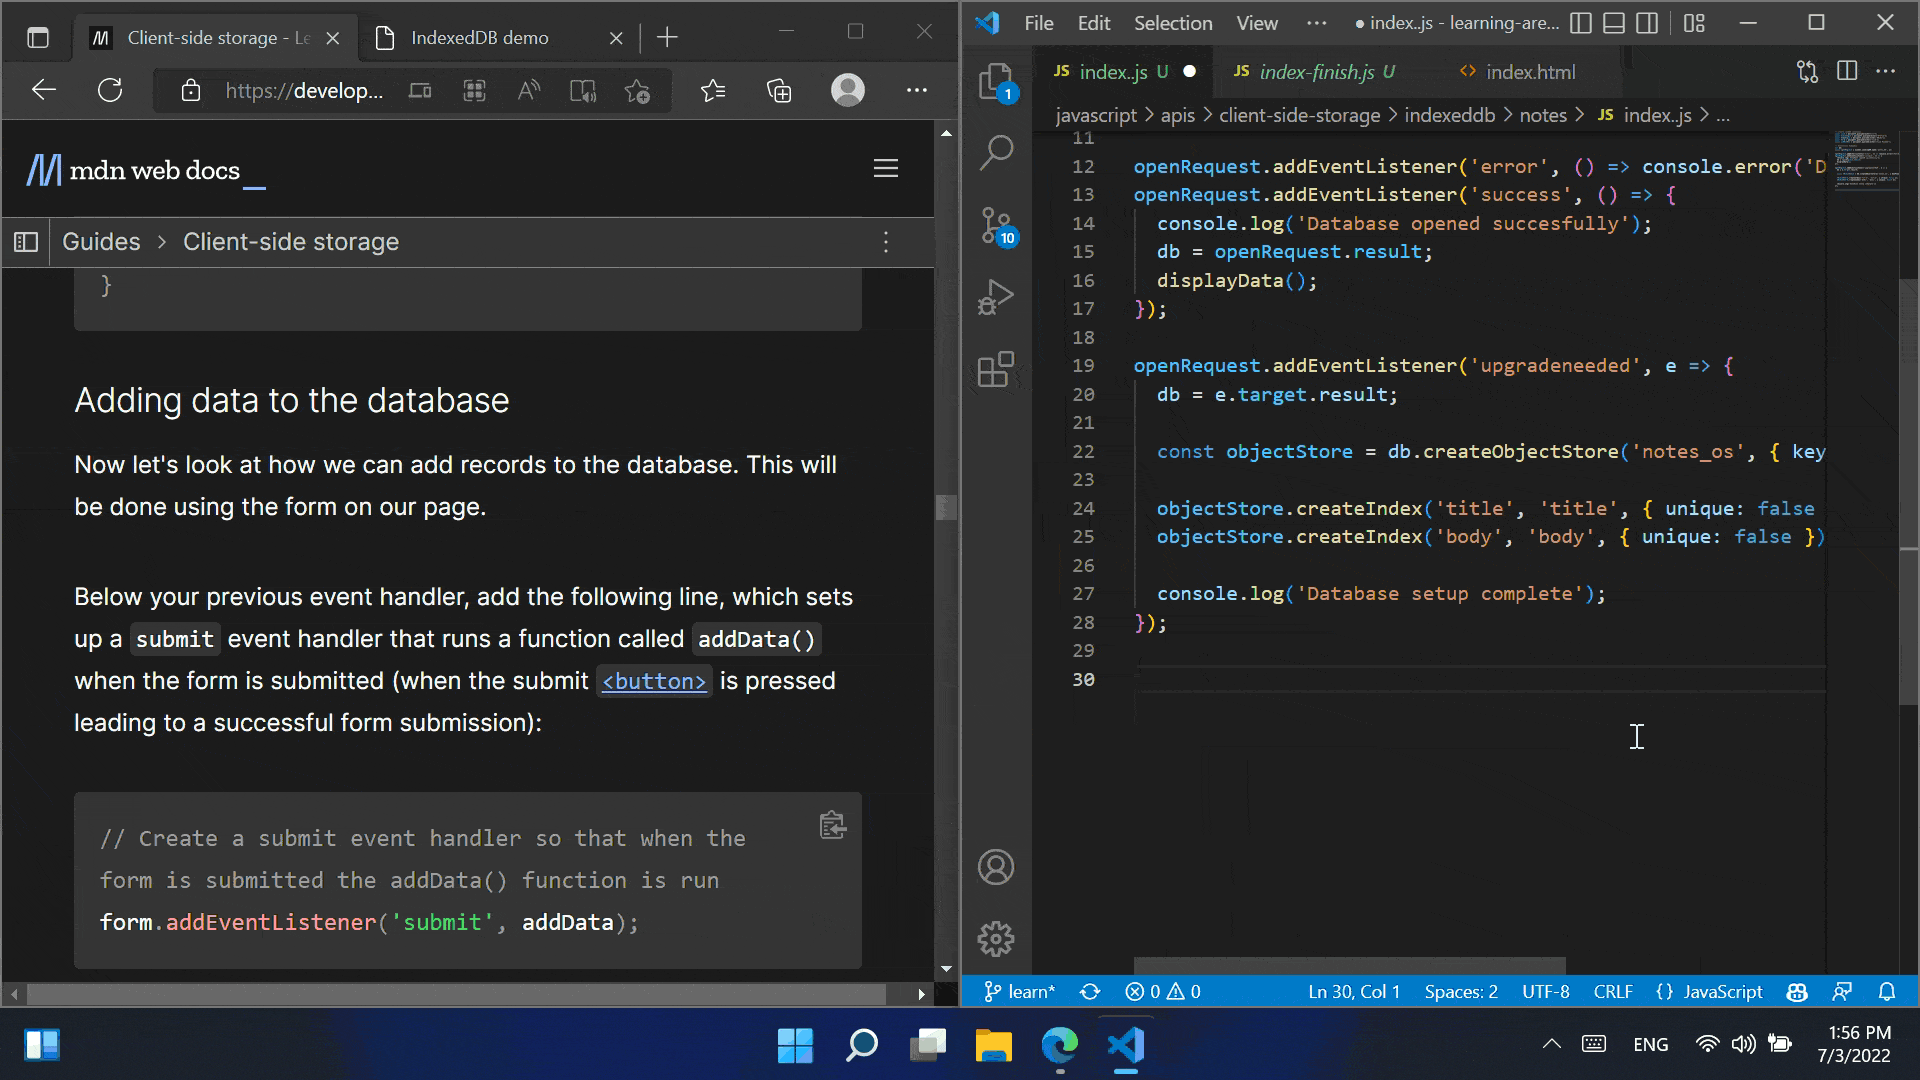 Client-side storage - Le
IndexedDB demo
https://develop...
mdn web docs_
Guides > Client-side storage
}
Adding data to the database
Now let's look at how we can add records to the database. This will
be done using the form on our page.
Below your previous event handler, add the following line, which sets
up a submit event handler that runs a function called addData()
when the form is submitted (when the submit <button> is pressed
leading to a successful form submission):
// Create a submit event handler so that when the
form is submitted the addData() function is run
form.addEventListener('submit', addData);
File Edit Selection View ··· ● index..js - learning-are...
JS index..js U ●
JS index-finish.js U
<> index.html
javascript > apis > client-side-storage > indexeddb > notes > JS index..js > ...
1
10
11
12 openRequest.addEventListener('error', () => console.error('D
13 openRequest.addEventListener('success', () => {
14 console.log('Database opened succesfully');
15 db = openRequest.result;
16 displayData();
17 });
18
19 openRequest.addEventListener('upgradeneeded', e => {
20 db = e.target.result;
21
22 const objectStore = db.createObjectStore('notes_os', { key
23
24 objectStore.createIndex('title', 'title', { unique: false
25 objectStore.createIndex('body', 'body', { unique: false })
26
27 console.log('Database setup complete');
28 });
29
30
learn* 0 0 Ln 30, Col 1 Spaces: 2 UTF-8 CRLF {} JavaScript
ENG
1:56 PM
7/3/2022